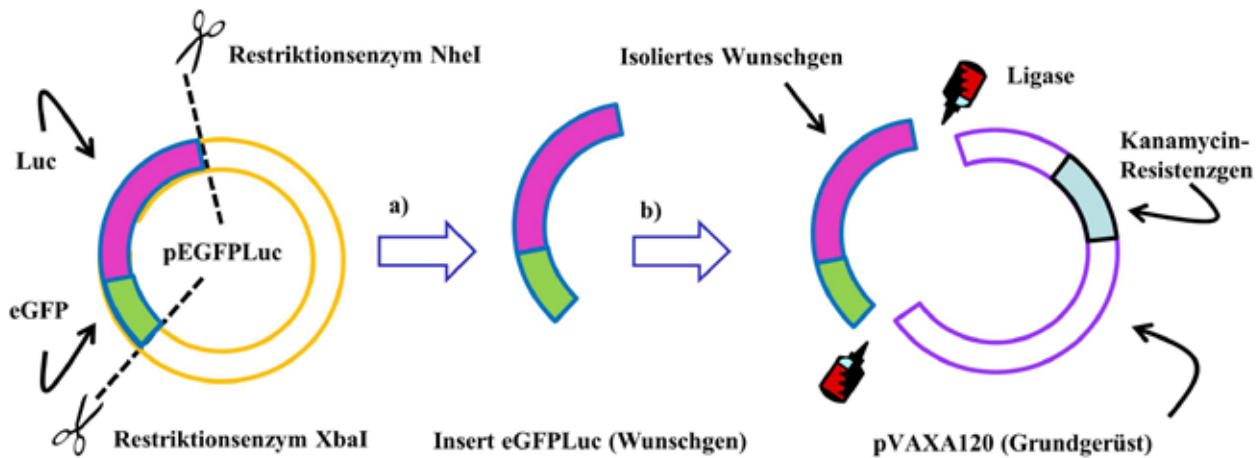 Restriktionsenzym NheI
Luc
pEGFPLuc
eGFP
Restriktionsenzym XbaI
a)
Insert eGFPLuc (Wunschgen)
b)
Isoliertes Wunschgen
Ligase
Kanamycin-
Resistenzgen
pVAXA120 (Grundgerüst)